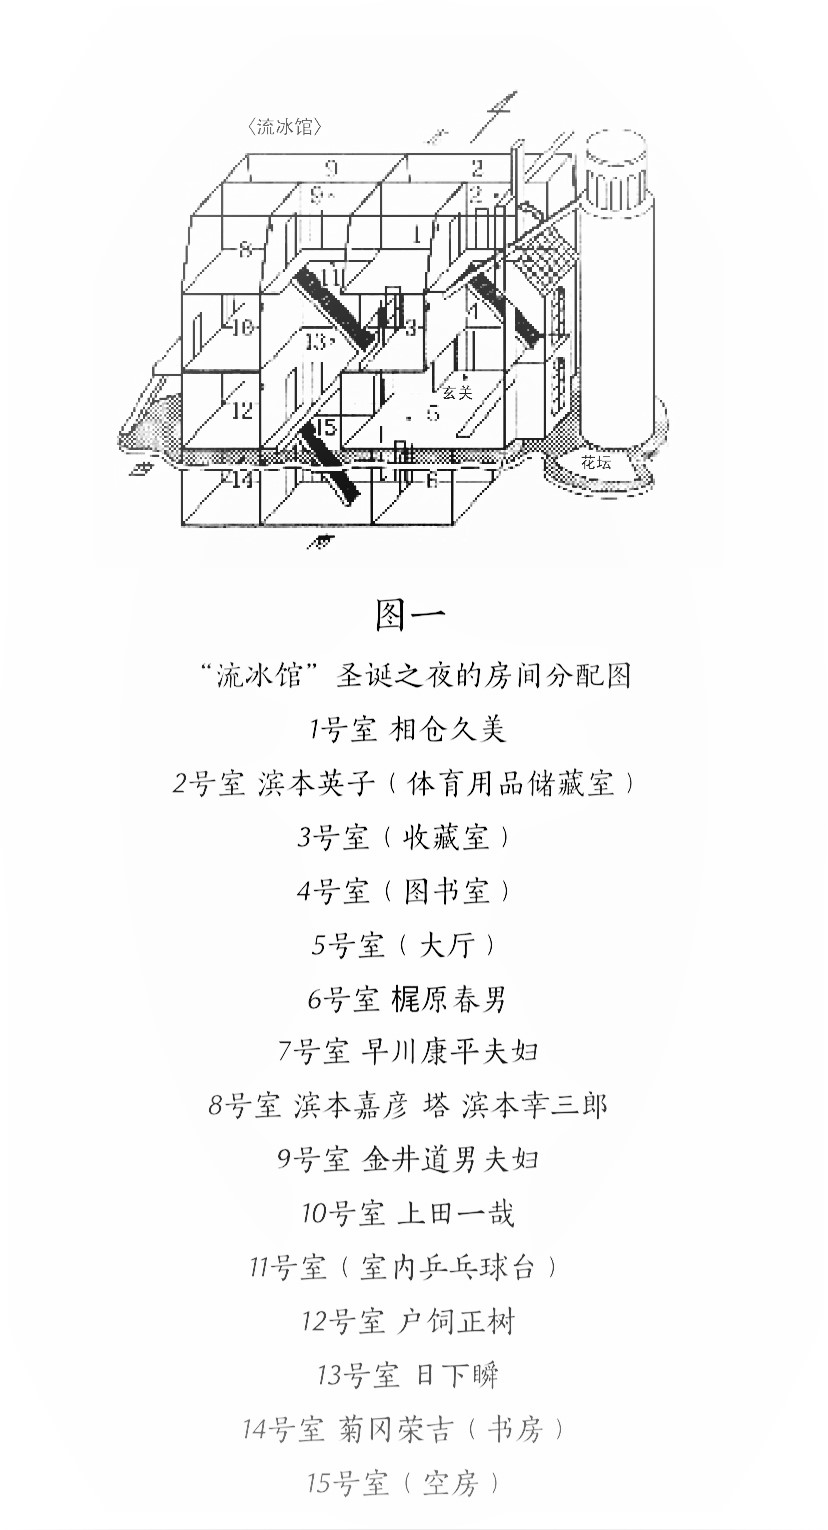 〈流冰馆〉
9 2
9 2
8 1
11
10 3 4
13
玄关
12 5
15
花坛
14 6
图一
“流冰馆”圣诞之夜的房间分配图
1号室 相仓久美
2号室 滨本英子（体育用品储藏室）
3号室（收藏室）
4号室（图书室）
5号室（大厅）
6号室 梶原春男
7号室 早川康平夫妇
8号室 滨本嘉彦 塔 滨本幸三郎
9号室 金井道男夫妇
10号室 上田一哉
11号室（室内乒乓球台）
12号室 户饲正树
13号室 日下瞬
14号室 菊冈荣吉（书房）
15号室（空房）